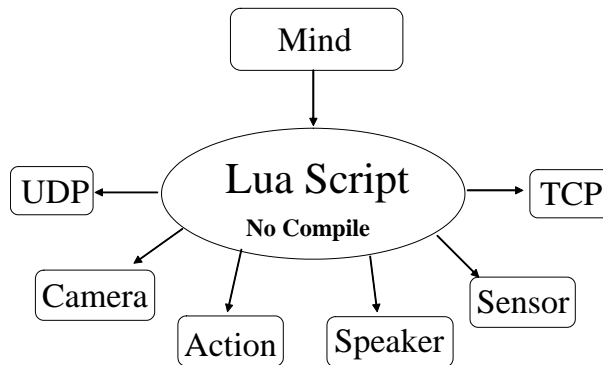 Mind
Lua Script
No Compile
UDP
TCP
Camera
Sensor
Action
Speaker